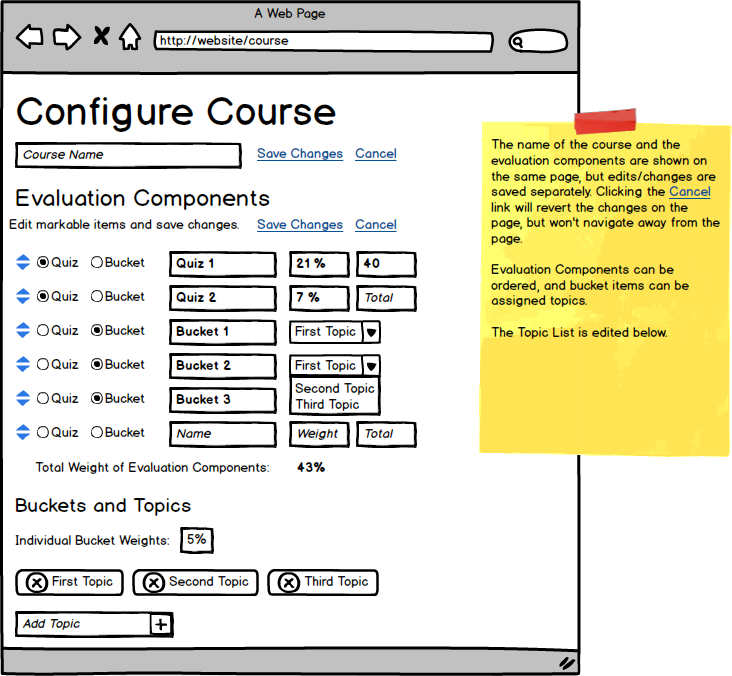 A Web Page
http://website/course
Configure Course
Course Name Save Changes Cancel
Evaluation Components
Edit markable items and save changes. Save Changes Cancel
Quiz Bucket Quiz 1 21 % 40
Quiz Bucket Quiz 2 7 % Total
Quiz Bucket Bucket 1 First Topic
Quiz Bucket Bucket 2 First Topic
Second Topic
Quiz Bucket Bucket 3 Third Topic
Quiz Bucket Name Weight Total
Total Weight of Evaluation Components: 43%
Buckets and Topics
Individual Bucket Weights: 5%
First Topic Second Topic Third Topic
Add Topic
The name of the course and the
evaluation components are shown on
the same page, but edits/changes are
saved separately. Clicking the Cancel
link will revert the changes on the
page, but won't navigate away from the
page.
Evaluation Components can be
ordered, and bucket items can be
assigned topics.
The Topic List is edited below.